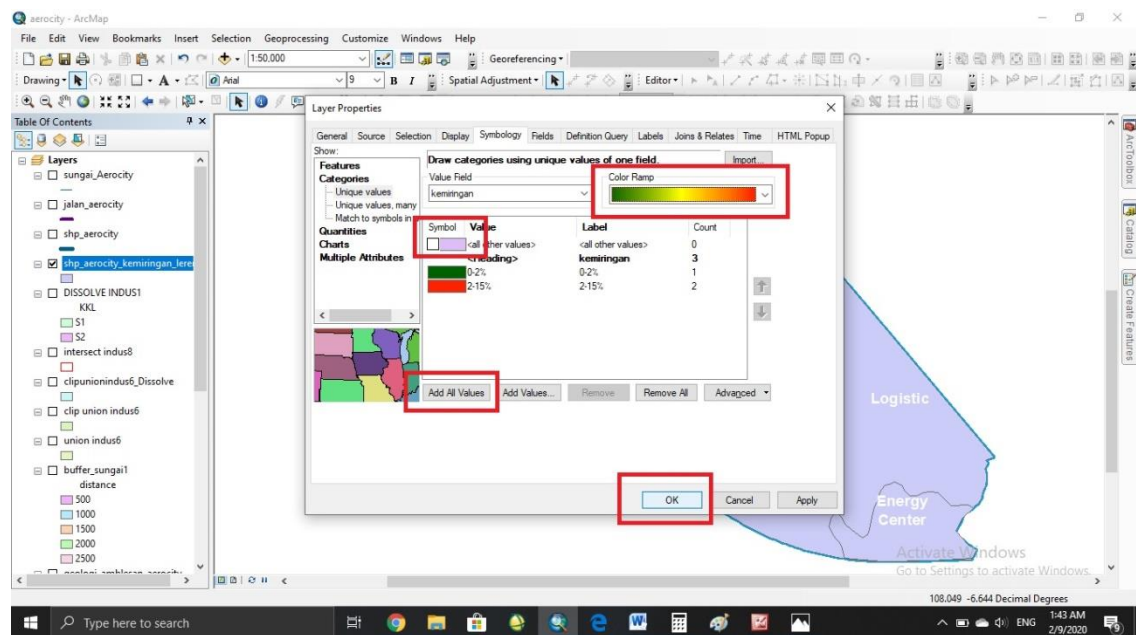 aerocity - ArcMap
File Edit View Bookmarks Insert Selection Geoprocessing Customize Windows Help
1:50.000 Georeferencing
Drawing A Arial 9 B I Spatial Adjustment Editor
Table Of Contents
Layers
sungai_Aerocity
jalan_aerocity
shp_aerocity
shp_aerocity_kemiringan_lere
DISSOLVE INDUS1
KKL
S1
S2
intersect indus8
clipunionindus6_Dissolve
clip union indus6
union indus6
buffer_sungai1
distance
500
1000
1500
2000
2500
Layer Properties
General Source Selection Display Symbology Fields Definition Query Labels Joins & Relates Time HTML Popup
Show:
Features
Categories
Unique values
Unique values, many
Match to symbols in
Quantities
Charts
Multiple Attributes
Draw categories using unique values of one field.
Import...
Value Field
Color Ramp
kemiringan
Symbol Value Label Count
<all other values> <all other values> 0
<Heading> kemiringan 3
0-2% 0-2% 1
2-15% 2-15% 2
Add All Values Add Values... Remove Remove All Advanced
OK Cancel Apply
Logistic
Energy
Center
Activate Windows
Go to Settings to activate Windows.
ArcToolbox
Catalog
Create Features
108.049 -6.644 Decimal Degrees
Type here to search
ENG
1:43 AM
2/9/2020